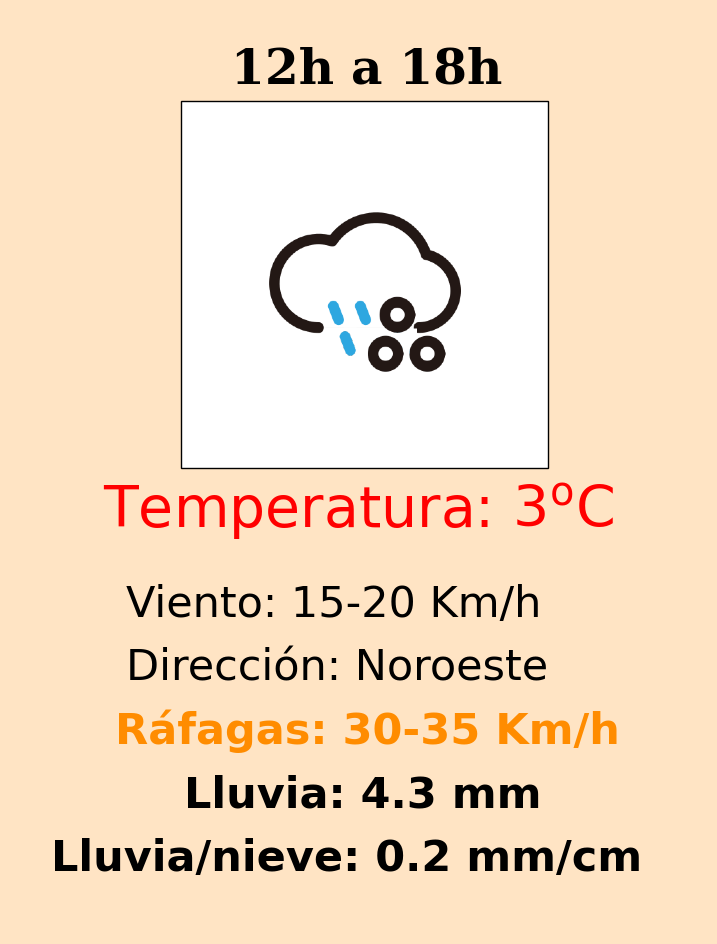 12h a 18h
Temperatura: 3ºC
Viento: 15-20 Km/h
Dirección: Noroeste
Ráfagas: 30-35 Km/h
Lluvia: 4.3 mm
Lluvia/nieve: 0.2 mm/cm